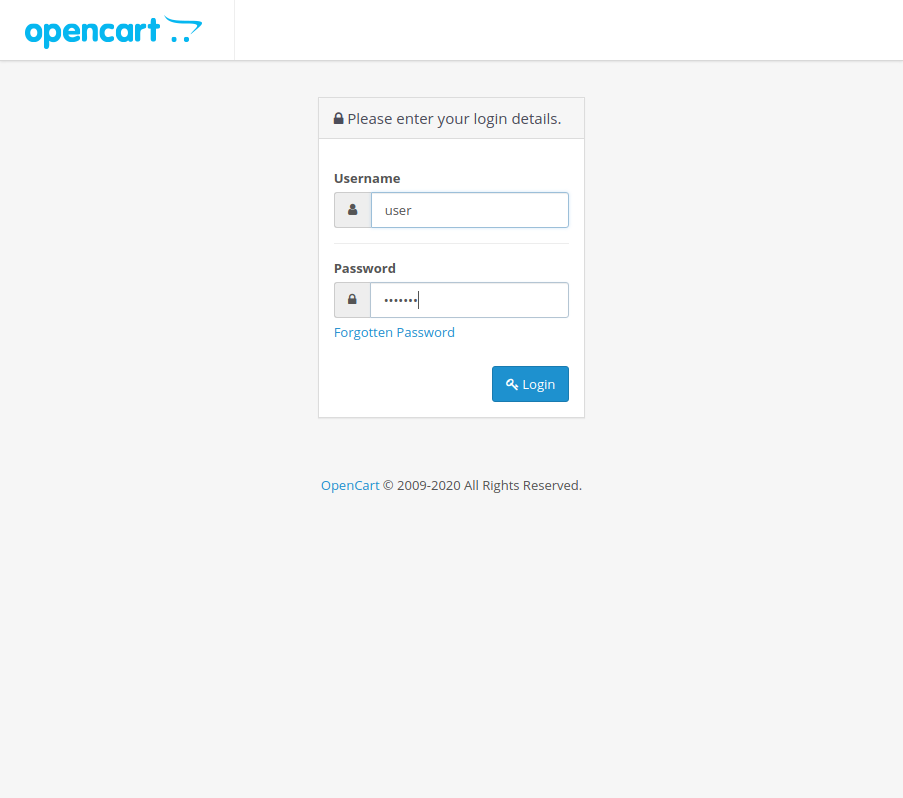 opencart
Please enter your login details.
Username
user
Password
•••••••
Forgotten Password
Login
OpenCart © 2009-2020 All Rights Reserved.